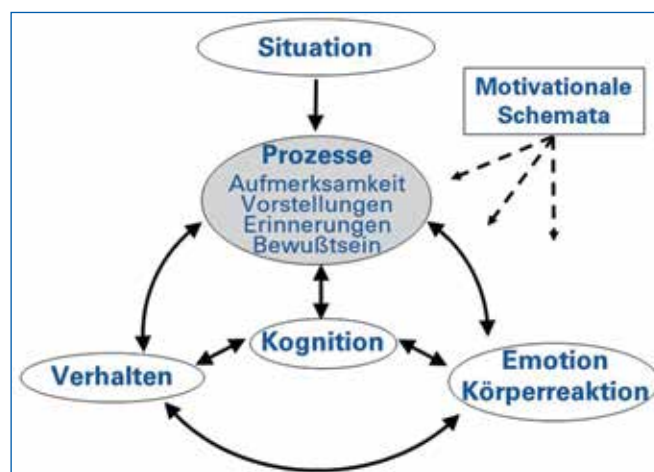 Situation
Motivationale
Schemata
Prozesse
Aufmerksamkeit
Vorstellungen
Erinnerungen
Bewußtsein
Kognition
Verhalten
Emotion
Körperreaktion